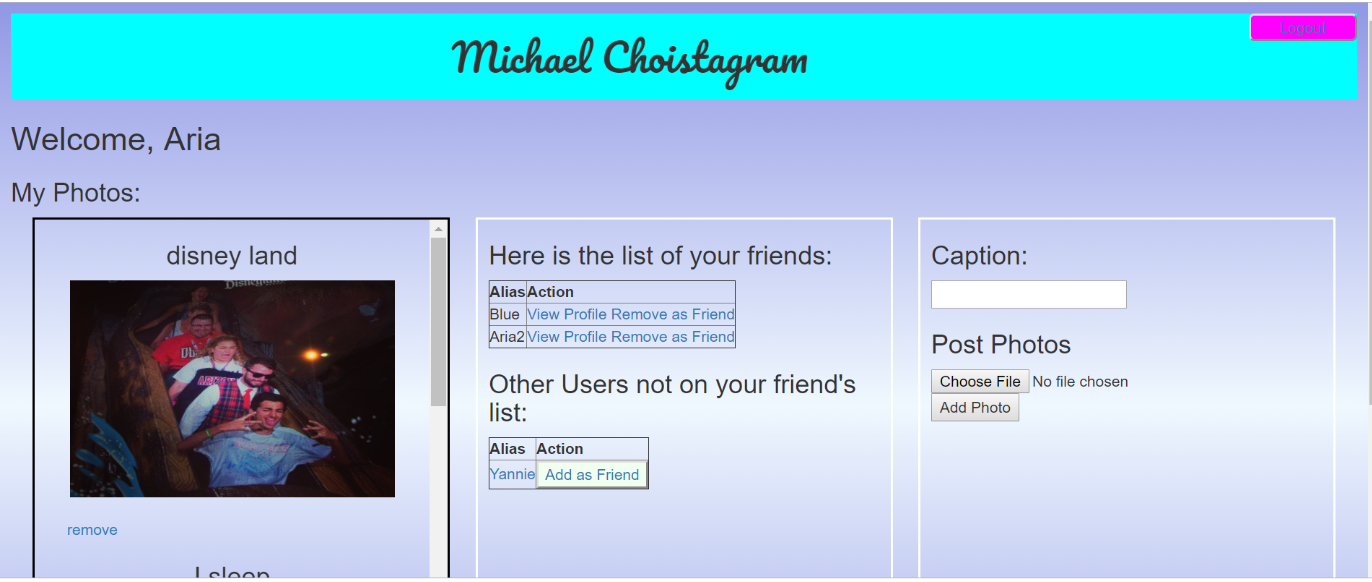 Logout
Michael Choistagram
Welcome, Aria
My Photos:
disney land
remove
I sleep
Here is the list of your friends:
Alias Action
Blue View Profile Remove as Friend
Aria2 View Profile Remove as Friend
Other Users not on your friend's
list:
Alias Action
Yannie Add as Friend
Caption:
Post Photos
Choose File No file chosen
Add Photo